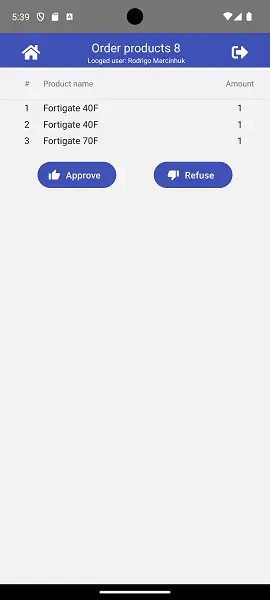 5:39
Order products 8
Looged user: Rodrigo Marcinhuk
# Product name Amount
1 Fortigate 40F 1
2 Fortigate 40F 1
3 Fortigate 70F 1
Approve Refuse